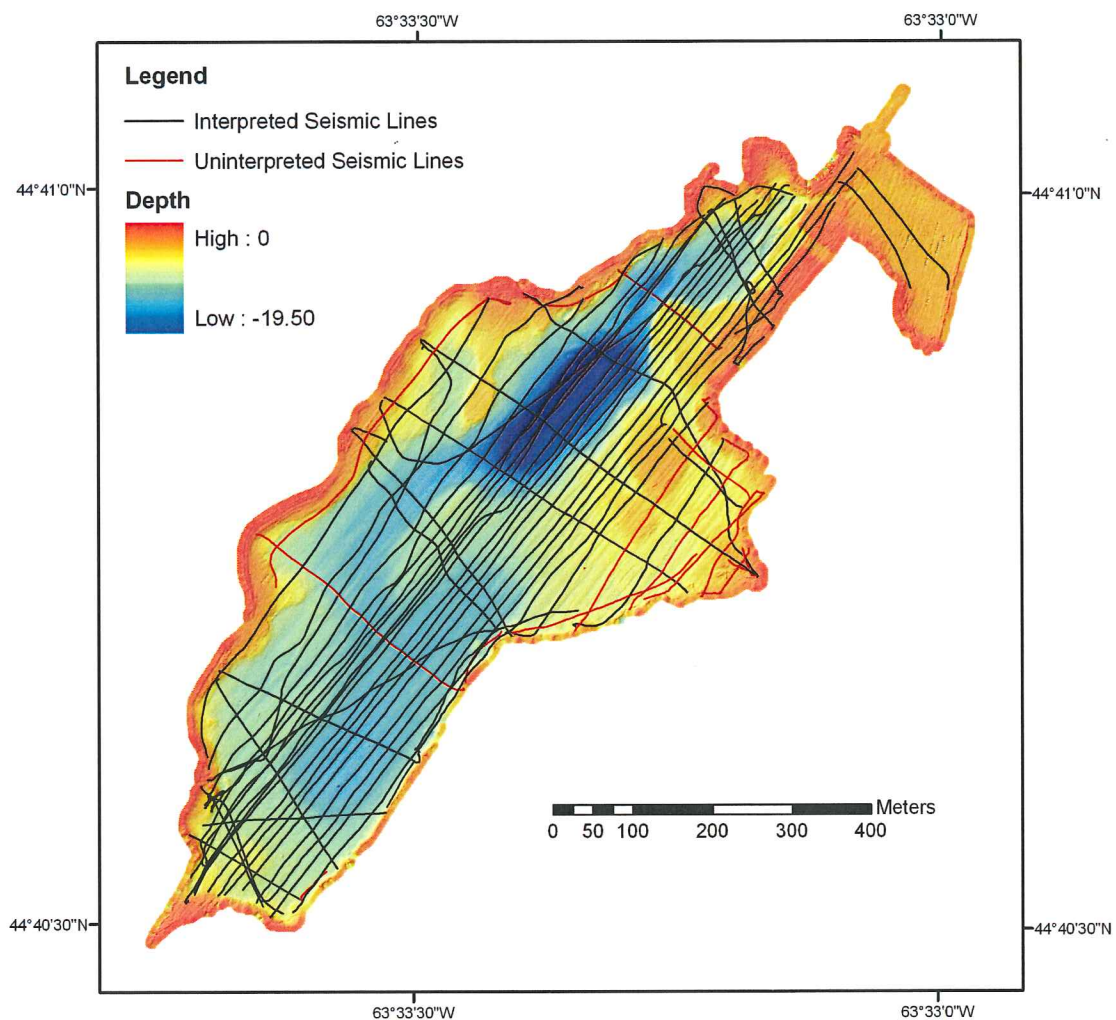 63°33'30"W 63°33'0"W
Legend
Interpreted Seismic Lines
Uninterpreted Seismic Lines
44°41'0"N 44°41'0"N
Depth
High : 0
Low : -19.50
Meters
0 50 100 200 300 400
44°40'30"N 44°40'30"N
63°33'30"W 63°33'0"W